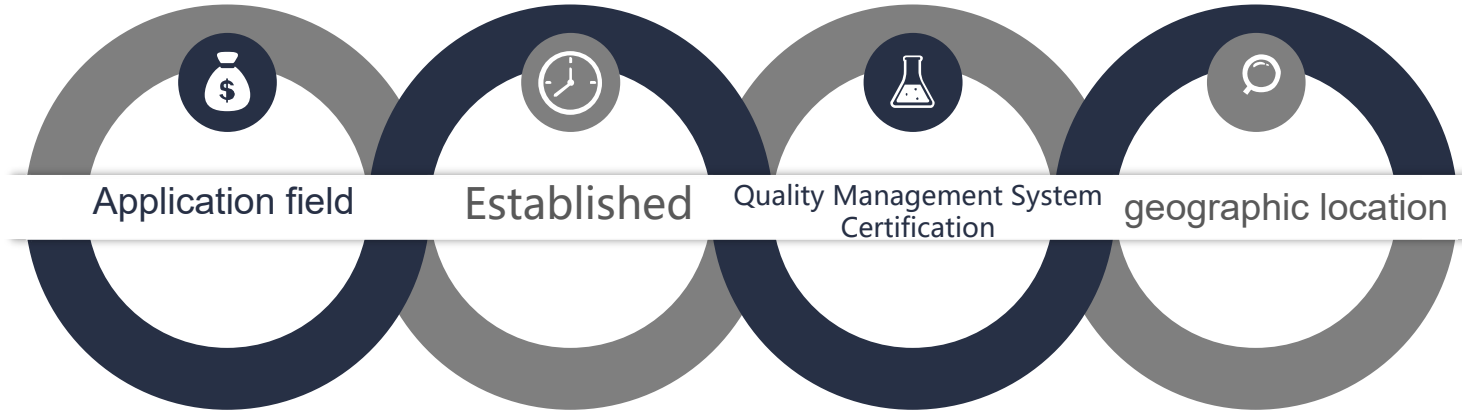 $
Application field
Established
Quality Management System
Certification
geographic location